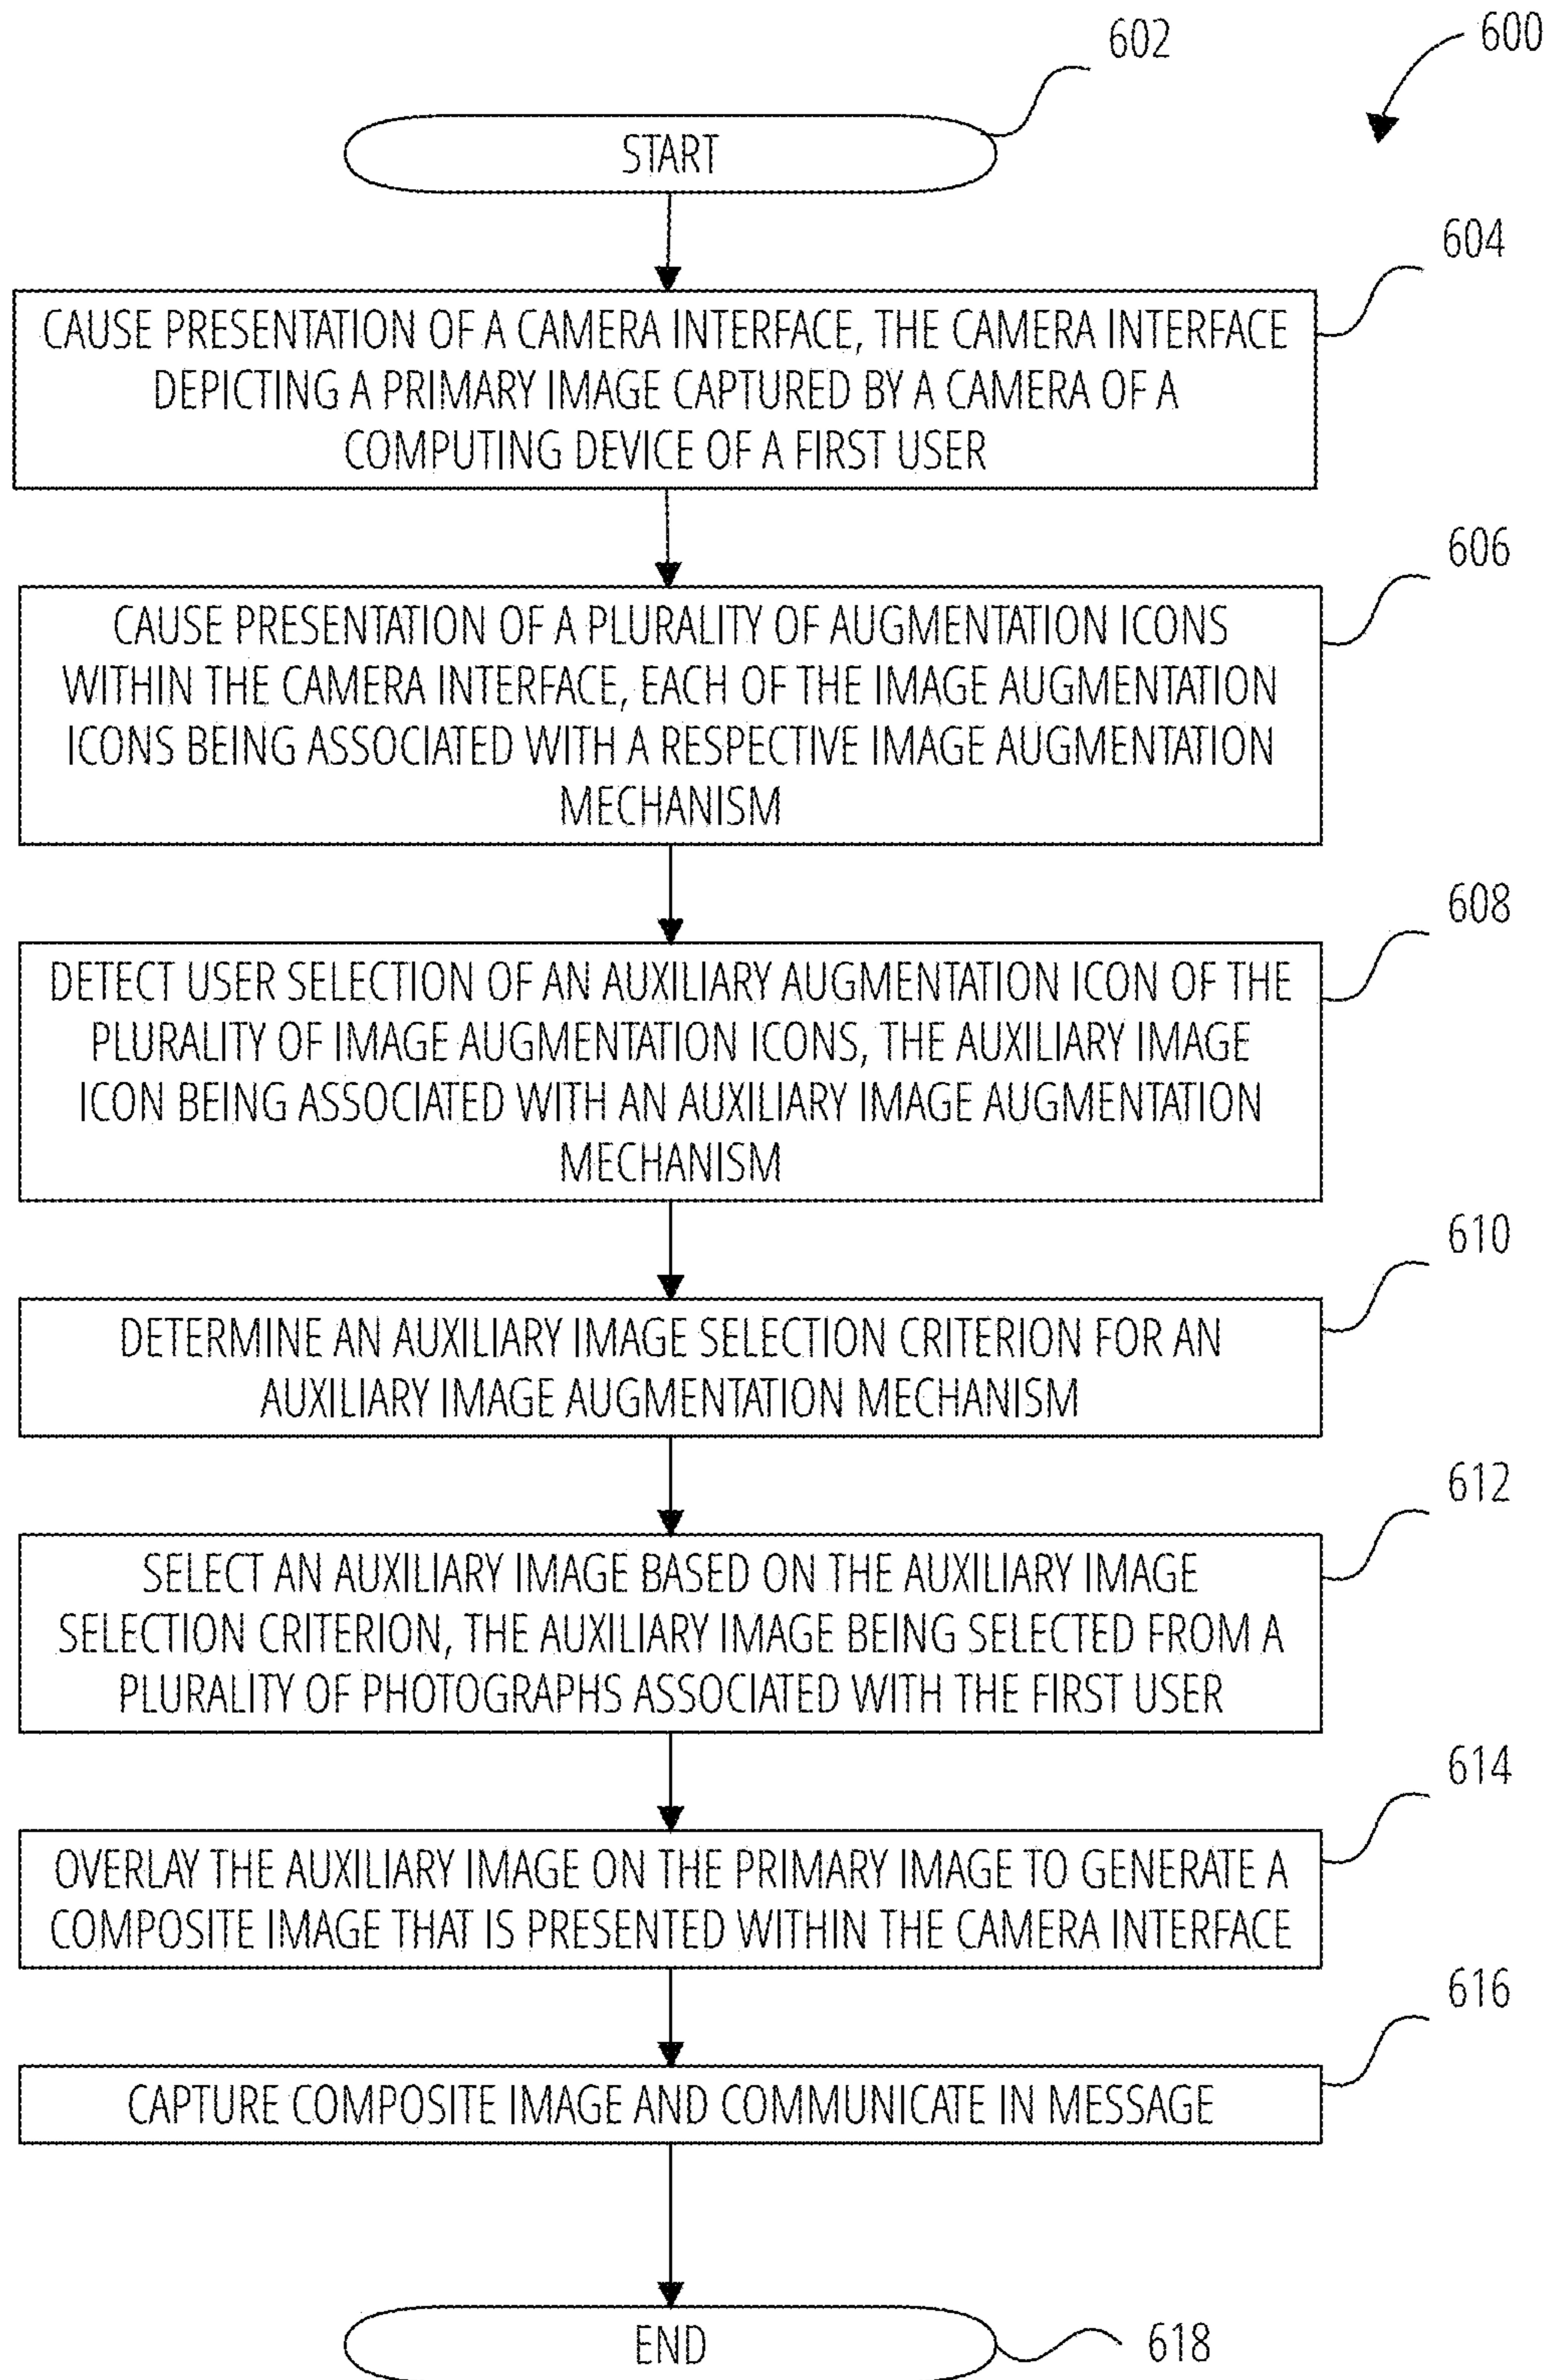 602
600
START
604
CAUSE PRESENTATION OF A CAMERA INTERFACE, THE CAMERA INTERFACE
DEPICTING A PRIMARY IMAGE CAPTURED BY A CAMERA OF A
COMPUTING DEVICE OF A FIRST USER
606
CAUSE PRESENTATION OF A PLURALITY OF AUGMENTATION ICONS
WITHIN THE CAMERA INTERFACE, EACH OF THE IMAGE AUGMENTATION
ICONS BEING ASSOCIATED WITH A RESPECTIVE IMAGE AUGMENTATION
MECHANISM
608
DETECT USER SELECTION OF AN AUXILIARY AUGMENTATION ICON OF THE
PLURALITY OF IMAGE AUGMENTATION ICONS, THE AUXILIARY IMAGE
ICON BEING ASSOCIATED WITH AN AUXILIARY IMAGE AUGMENTATION
MECHANISM
610
DETERMINE AN AUXILIARY IMAGE SELECTION CRITERION FOR AN
AUXILIARY IMAGE AUGMENTATION MECHANISM
612
SELECT AN AUXILIARY IMAGE BASED ON THE AUXILIARY IMAGE
SELECTION CRITERION, THE AUXILIARY IMAGE BEING SELECTED FROM A
PLURALITY OF PHOTOGRAPHS ASSOCIATED WITH THE FIRST USER
614
OVERLAY THE AUXILIARY IMAGE ON THE PRIMARY IMAGE TO GENERATE A
COMPOSITE IMAGE THAT IS PRESENTED WITHIN THE CAMERA INTERFACE
616
CAPTURE COMPOSITE IMAGE AND COMMUNICATE IN MESSAGE
END
618